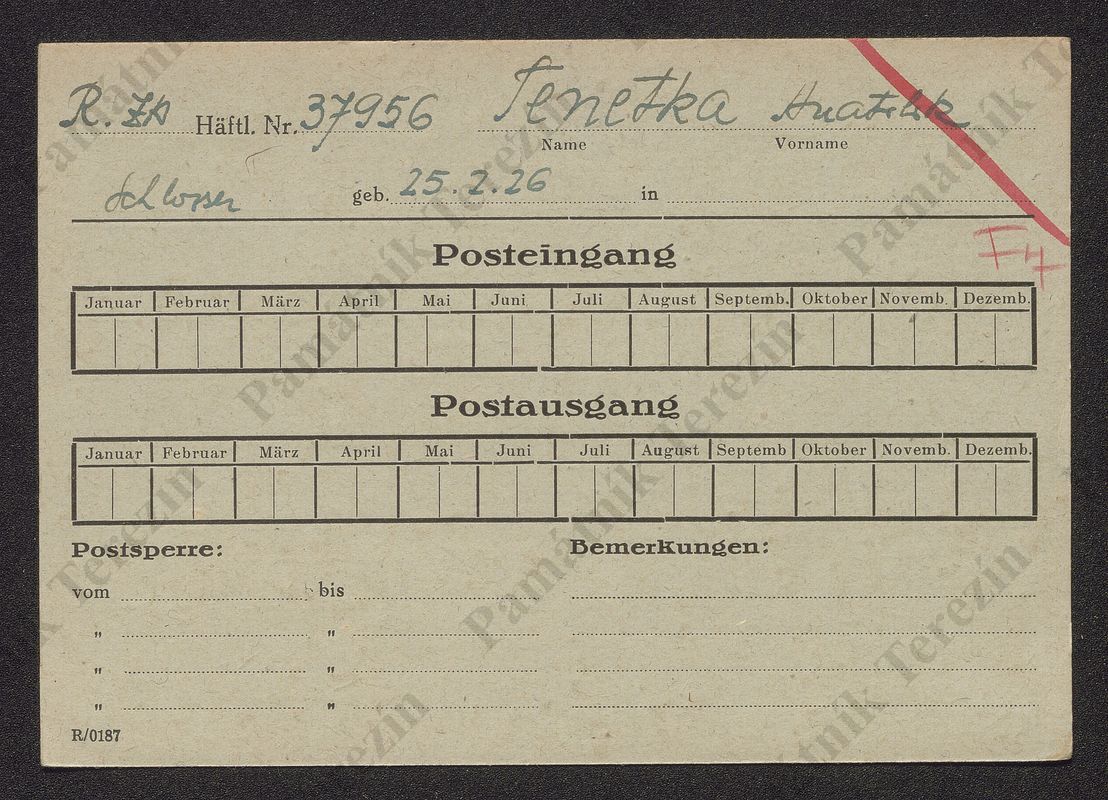 R. ZA Häftl. Nr. 37956 Tenetka
Name Vorname
Schlosser geb. 25.2.26 in
Posteingang
Januar Februar März April Mai Juni Juli August Septemb. Oktober Novemb. Dezemb.
Postausgang
Januar Februar März April Mai Juni Juli August Septemb Oktober Novemb. Dezemb.
Postsperre: Bemerkungen:
vom bis
" "
" "
" "
R/0187
Památník Terezín